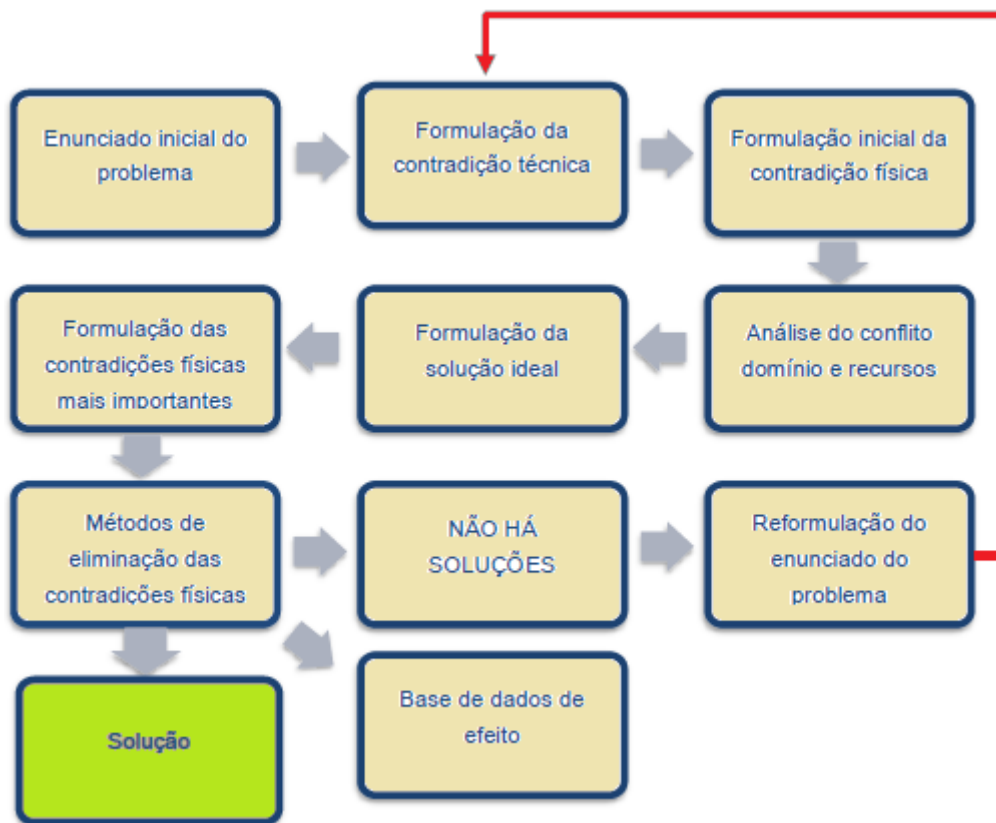 Enunciado inicial do
problema
Formulação da
contradição técnica
Formulação inicial da
contradição física
Formulação das
contradições físicas
mais importantes
Formulação da
solução ideal
Análise do conflito
domínio e recursos
Métodos de
eliminação das
contradições físicas
NÃO HÁ
SOLUÇÕES
Reformulação do
enunciado do
problema
Solução
Base de dados de
efeito